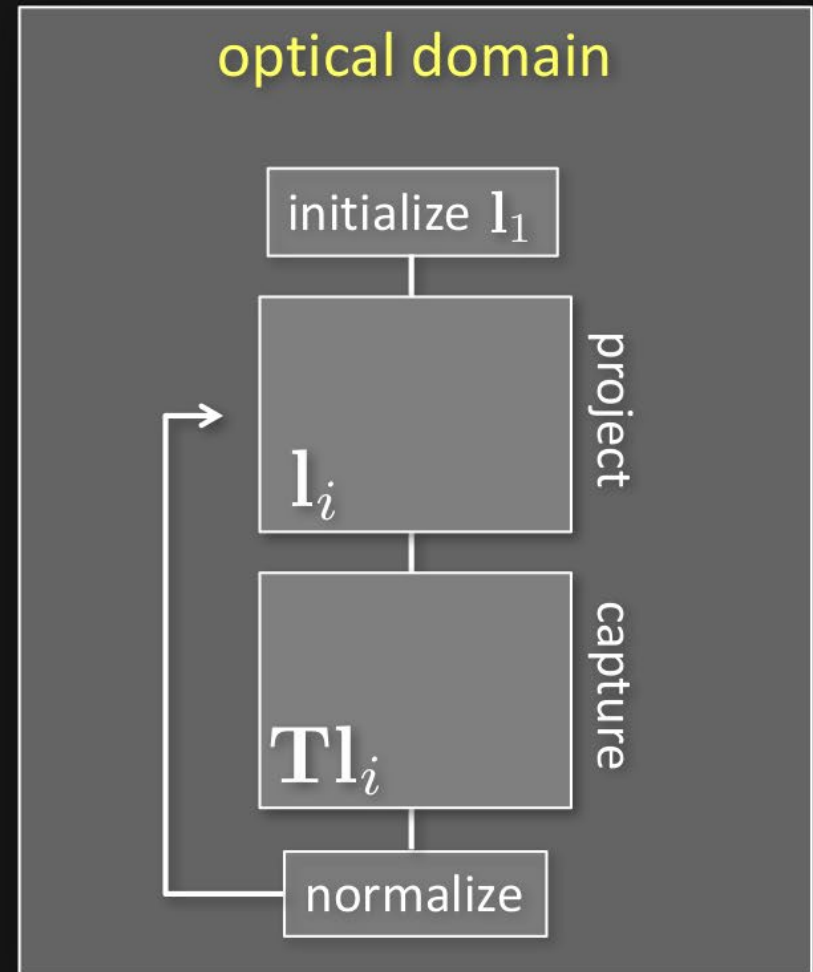 optical domain
initialize l₁
project
lᵢ
capture
Tlᵢ
normalize